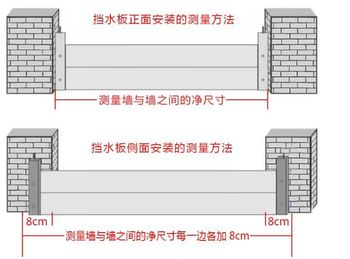 挡水板正面安装的测量方法
测量墙与墙之间的净尺寸
挡水板侧面安装的测量方法
8cm
8cm
测量墙与墙之间的净尺寸每一边各加 8cm